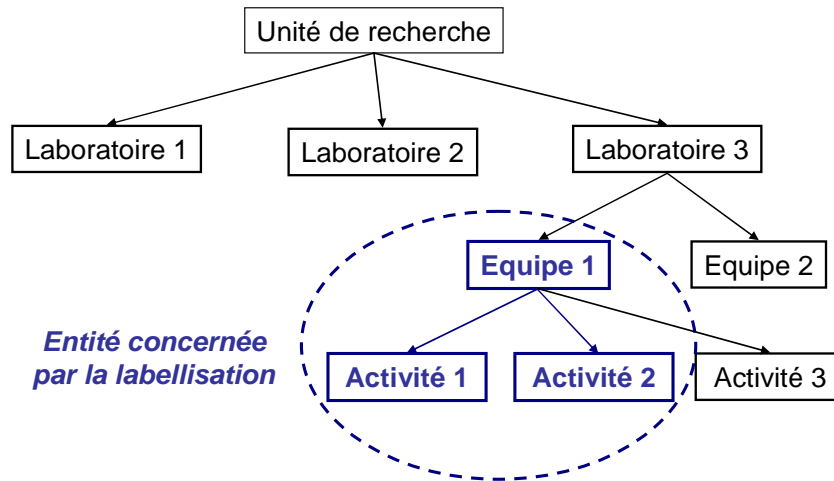 Unité de recherche
Laboratoire 1
Laboratoire 2
Laboratoire 3
Equipe 1
Equipe 2
Entité concernée
par la labellisation
Activité 1
Activité 2
Activité 3